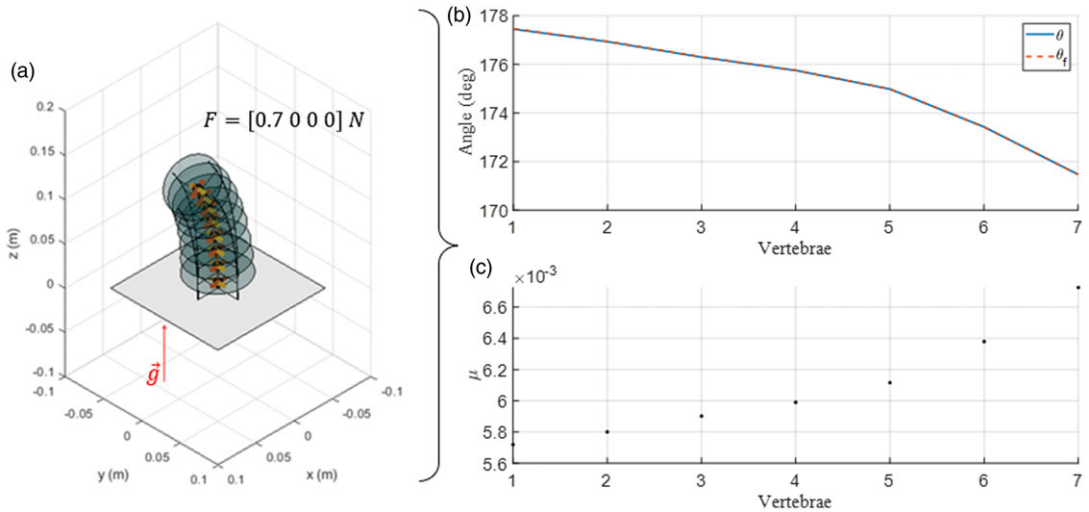 (a)
F = [0.7 0 0 0] N
0.2
0.15
0.1
0.05
0
-0.05
-0.1
z (m)
-0.1
-0.05
0
0.05
0.1
y (m)
0.1
0.05
0
-0.05
-0.1
x (m)
g⃗
(b)
178
176
174
172
170
Angle (deg)
θ
θf
1 2 3 4 5 6 7
Vertebrae
(c)
×10-3
6.6
6.4
6.2
6
5.8
5.6
μ
1 2 3 4 5 6 7
Vertebrae